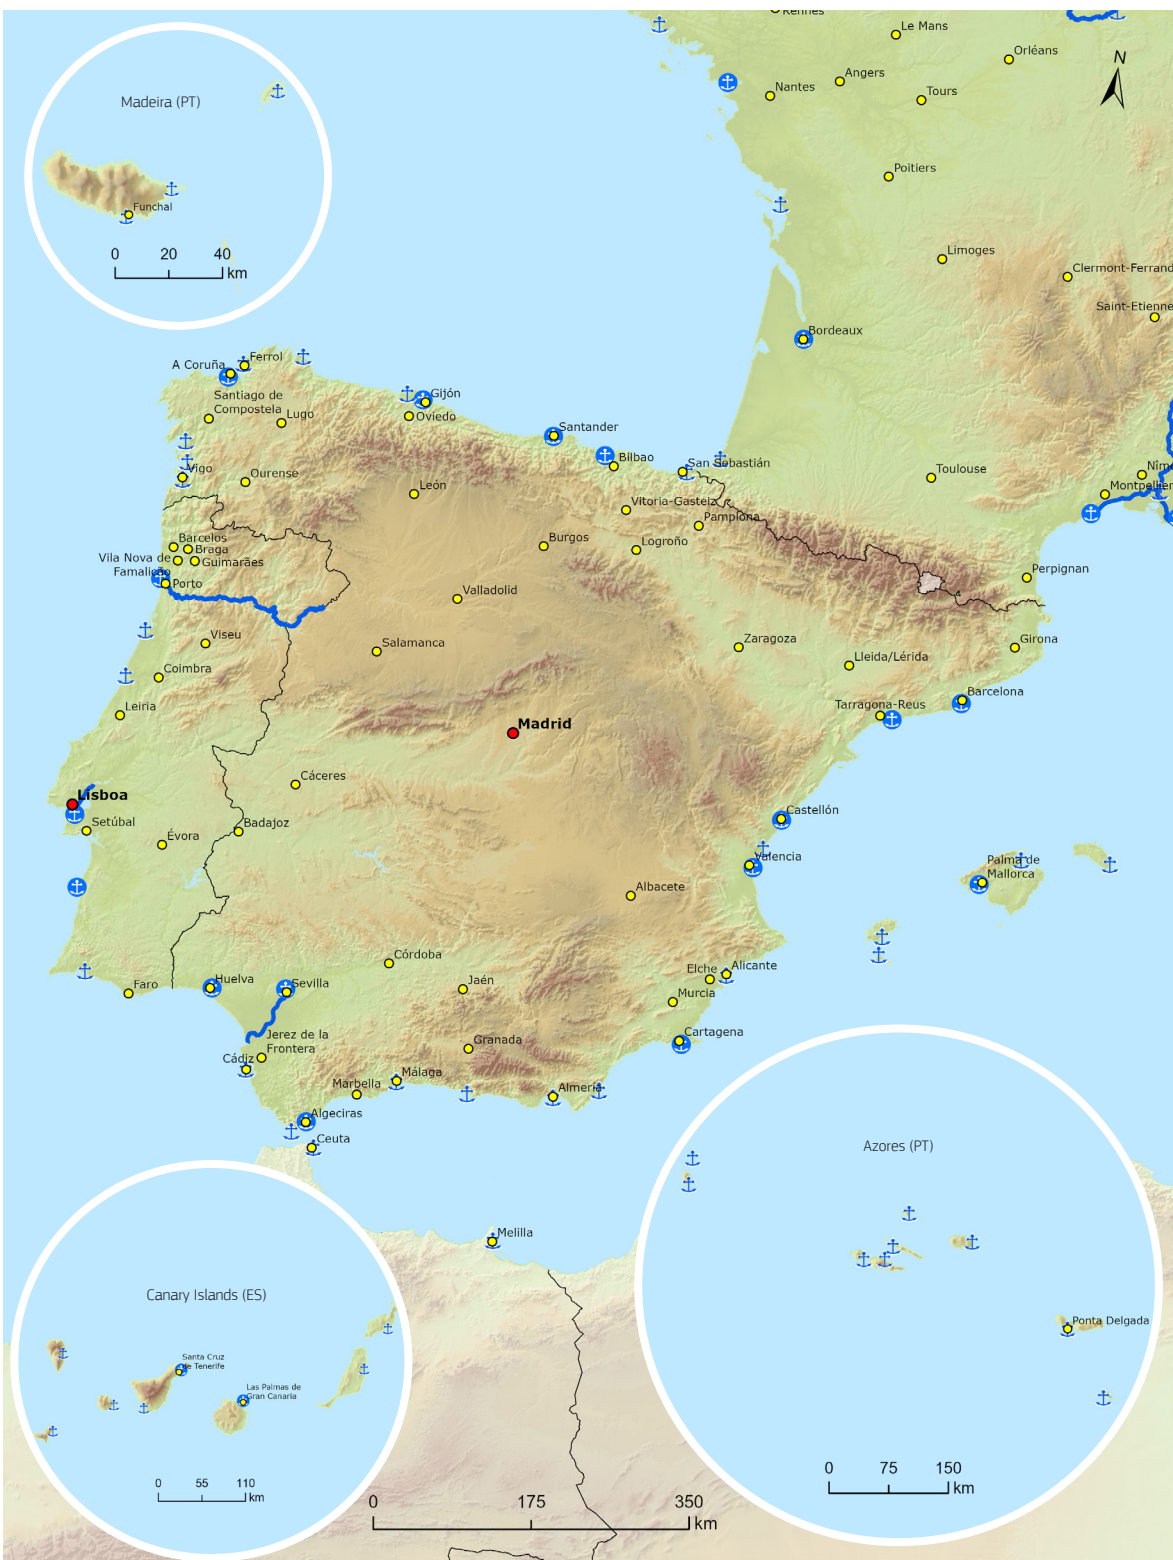 Rennes
Le Mans
Orléans
N
Angers
Nantes
Tours
Madeira (PT)
Poitiers
Funchal
0 20 40
km
Limoges
Clermont-Ferrand
Saint-Etienne
Bordeaux
Ferrol
A Coruña
Gijón
Santiago de
Compostela
Lugo
Oviedo
Santander
Bilbao
San Sebastián
Toulouse
Nîme
Montpellier
Vigo
Ourense
León
Vitoria-Gasteiz
Pamplona
Burgos
Logroño
Barcelos
Braga
Vila Nova de
Famalicão
Guimarães
Porto
Perpignan
Valladolid
Viseu
Salamanca
Zaragoza
Girona
Lleida/Lérida
Coimbra
Barcelona
Leiria
Tarragona-Reus
Madrid
Cáceres
Lisboa
Setúbal
Badajoz
Castellón
Évora
Valencia
Palma de
Mallorca
Albacete
Córdoba
Elche
Alicante
Huelva
Sevilla
Jaén
Faro
Murcia
Jerez de la
Frontera
Granada
Cartagena
Cádiz
Málaga
Marbella
Almería
Algeciras
Ceuta
Azores (PT)
Melilla
Canary Islands (ES)
Ponta Delgada
Santa Cruz
de Tenerife
Las Palmas de
Gran Canaria
0 75 150
km
0 55 110
km
0 175 350
km